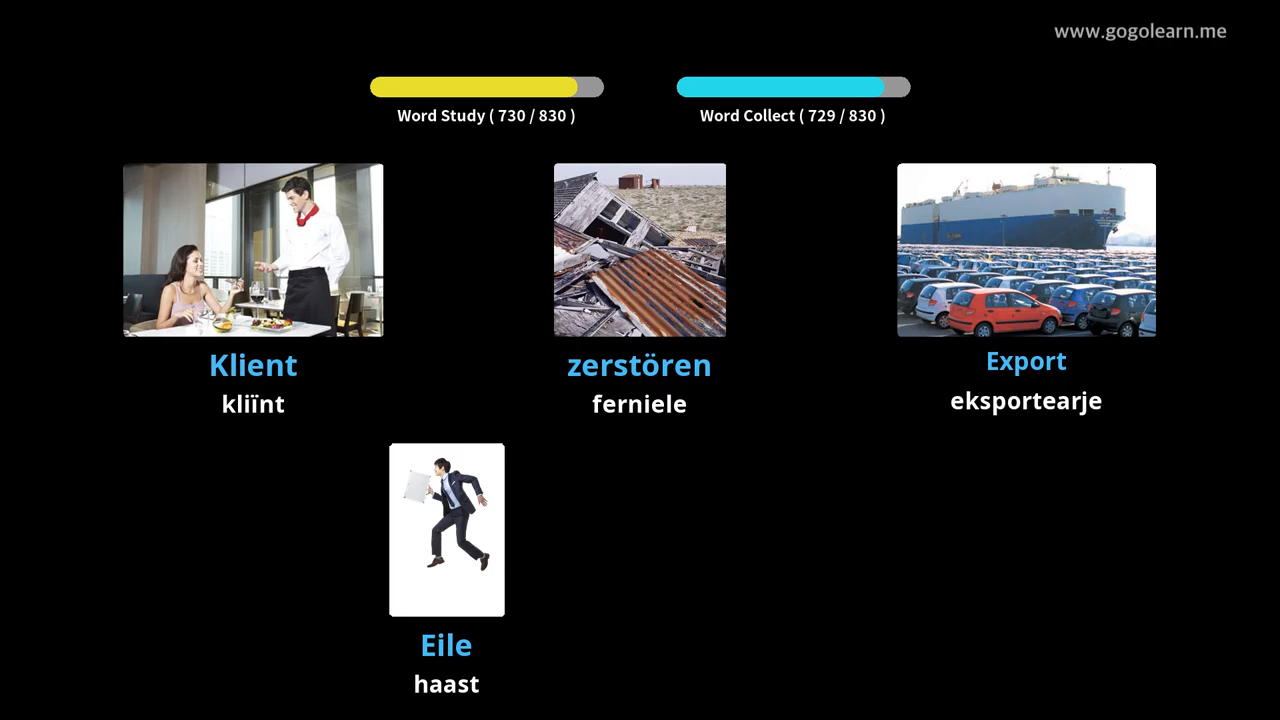 www.gogolearn.me
Word Study ( 730 / 830 )
Word Collect ( 729 / 830 )
Klient
kliïnt
zerstören
ferniele
Export
eksportearje
Eile
haast